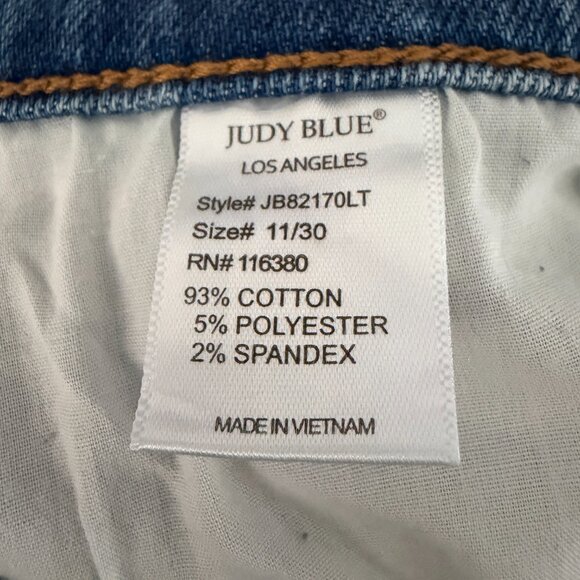 JUDY BLUE®
LOS ANGELES
Style# JB82170LT
Size# 11/30
RN# 116380
93% COTTON
5% POLYESTER
2% SPANDEX
MADE IN VIETNAM